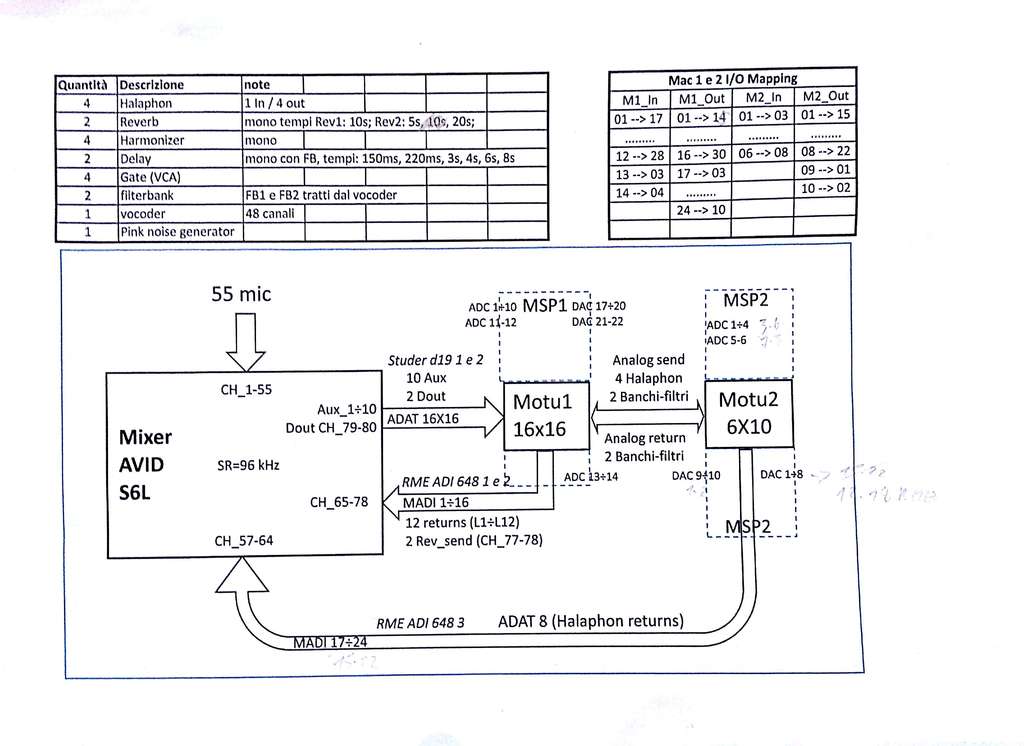 Quantità Descrizione note
4 Halaphon 1 In / 4 out
2 Reverb mono tempi Rev1: 10s; Rev2: 5s, 10s, 20s;
4 Harmonizer mono
2 Delay mono con FB, tempi: 150ms, 220ms, 3s, 4s, 6s, 8s
4 Gate (VCA)
2 filterbank FB1 e FB2 tratti dal vocoder
1 vocoder 48 canali
1 Pink noise generator
Mac 1 e 2 I/O Mapping
M1_In M1_Out M2_In M2_Out
01 --> 17 01 --> 14 01 --> 03 01 --> 15
......... ......... ......... .........
12 --> 28 16 --> 30 06 --> 08 08 --> 22
13 --> 03 17 --> 03 09 --> 01
14 --> 04 ......... 10 --> 02
24 --> 10
55 mic
CH_1-55
Mixer
AVID
S6L
SR=96 kHz
Aux_1÷10
Dout CH_79-80
CH_65-78
CH_57-64
Studer d19 1 e 2
10 Aux
2 Dout
ADAT 16X16
ADC 1÷10 MSP1 DAC 17÷20
ADC 11-12 DAC 21-22
Motu1
16x16
ADC 13÷14
RME ADI 648 1 e 2
MADI 1÷16
12 returns (L1÷L12)
2 Rev_send (CH_77-78)
Analog send
4 Halaphon
2 Banchi-filtri
Analog return
2 Banchi-filtri
MSP2
ADC 1÷4
ADC 5-6
Motu2
6X10
DAC 9÷10
DAC 1÷8
MSP2
RME ADI 648 3
ADAT 8 (Halaphon returns)
MADI 17÷24